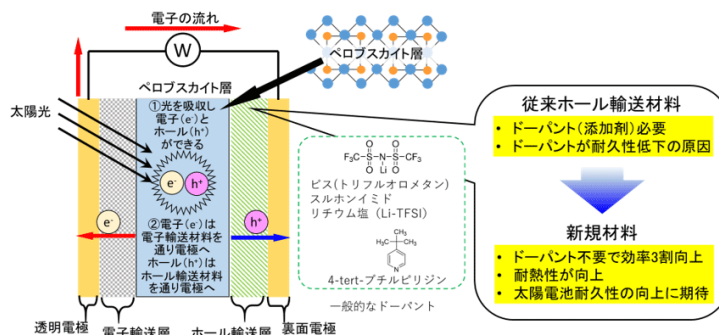 電子の流れ
W
ペロブスカイト層
ペロブスカイト層
太陽光
①光を吸収し
電子(e⁻)と
ホール(h⁺)
ができる
e⁻
h⁺
e⁻
h⁺
②電子(e⁻)は
電子輸送材料を
通り電極へ
ホール(h⁺)は
ホール輸送材料
を通り電極へ
透明電極
電子輸送層
ホール輸送層
裏面電極
O O
F₃C-S-N-S-CF₃
O Li O
ビス(トリフルオロメタン)
スルホンイミド
リチウム塩 (Li-TFSI)
CH₃
H₃C CH₃
N
4-tert-ブチルピリジン
一般的なドーパント
従来ホール輸送材料
• ドーパント(添加剤)必要
• ドーパントが耐久性低下の原因
新規材料
• ドーパント不要で効率3割向上
• 耐熱性が向上
• 太陽電池耐久性の向上に期待